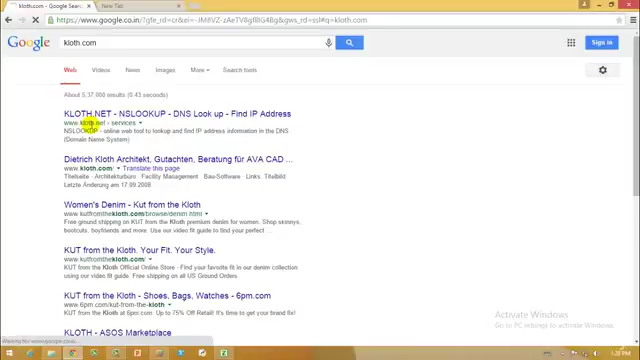 kloth.com - Google Sear
New Tab
https://www.google.co.in/?gfe_rd=cr&ei=
Google
kloth.com
Sign in
Web Videos News Images More Search tools
About 5,37,000 results (0.43 seconds)
KLOTH.NET - NSLOOKUP - DNS Look up - Find IP Address
www.kloth.net › services
NSLOOKUP - online web tool to lookup and find IP address information in the DNS
(Domain Name System)
Dietrich Kloth Architekt, Gutachten, Beratung für AVA CAD ...
www.kloth.com/ Translate this page
Titelseite · Architekturbüro · Facility Management · Bau-Software · Links. Titelbild
Letzte Änderung am 17.09.2008
Women's Denim - Kut from the Kloth
www.kutfromthekloth.com/browse/denim.html
Free ground shipping on KUT from the Kloth premium denim for women. Shop skinnys,
bootcuts, boyfriends and more. Use our video fit guide to find your perfect ...
KUT from the Kloth. Your Fit. Your Style.
www.kutfromthekloth.com/
KUT from the Kloth Official Online Store - Find your favorite fit in our denim collection
using our video fit guide. Free shipping on all US Ground Orders.
KUT from the Kloth - Shoes, Bags, Watches - 6pm.com
www.6pm.com/kut-from-the-kloth
KUT from the Kloth at 6pm.com. Up to 75% Off Retail! It's time to get your brand fix!
KLOTH - ASOS Marketplace
Activate Windows
Go to PC settings to activate Windows.
1:28 PM